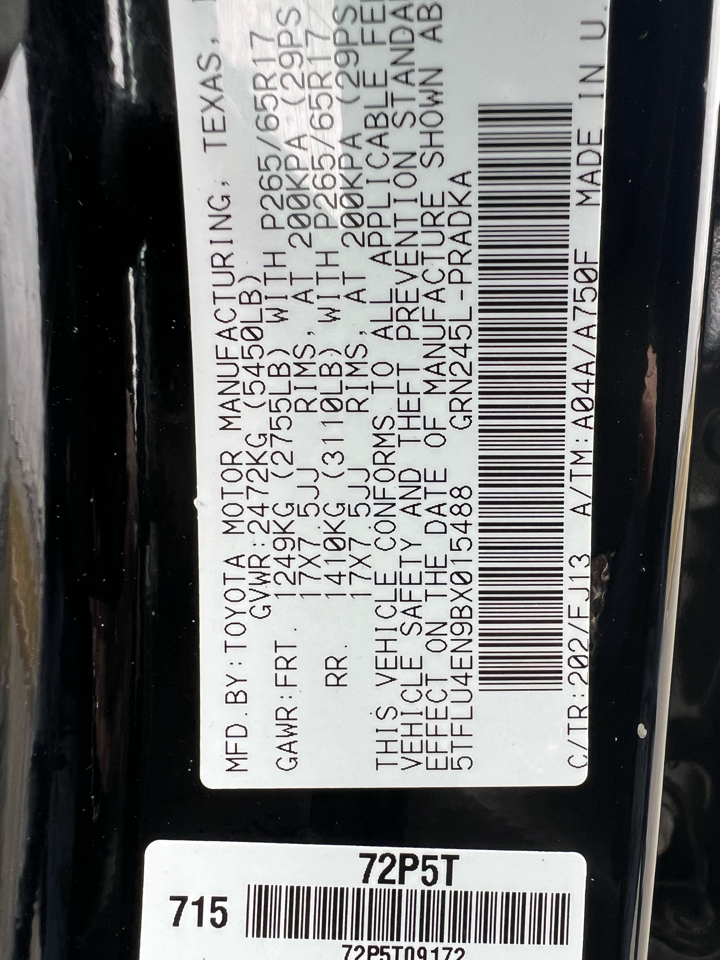 MFD.BY:TOYOTA MOTOR MANUFACTURING, TEXAS,
GVWR:2472KG (5450LB)
GAWR:FRT. 1249KG (2755LB) WITH P265/65R17
17X7.5JJ RIMS, AT 200KPA (29PS
RR. 1410KG (3110LB) WITH P265/65R17
17X7.5JJ RIMS, AT 200KPA (29PS
THIS VEHICLE CONFORMS TO ALL APPLICABLE FE
VEHICLE SAFETY AND THEFT PREVENTION STANDA
EFFECT ON THE DATE OF MANUFACTURE SHOWN AB
5TFLU4EN9BX015488 GRN245L-PRADKA
C/TR:202/FJ13 A/TM:A04A/A750F MADE IN U.
72P5T
715
72P5T09172